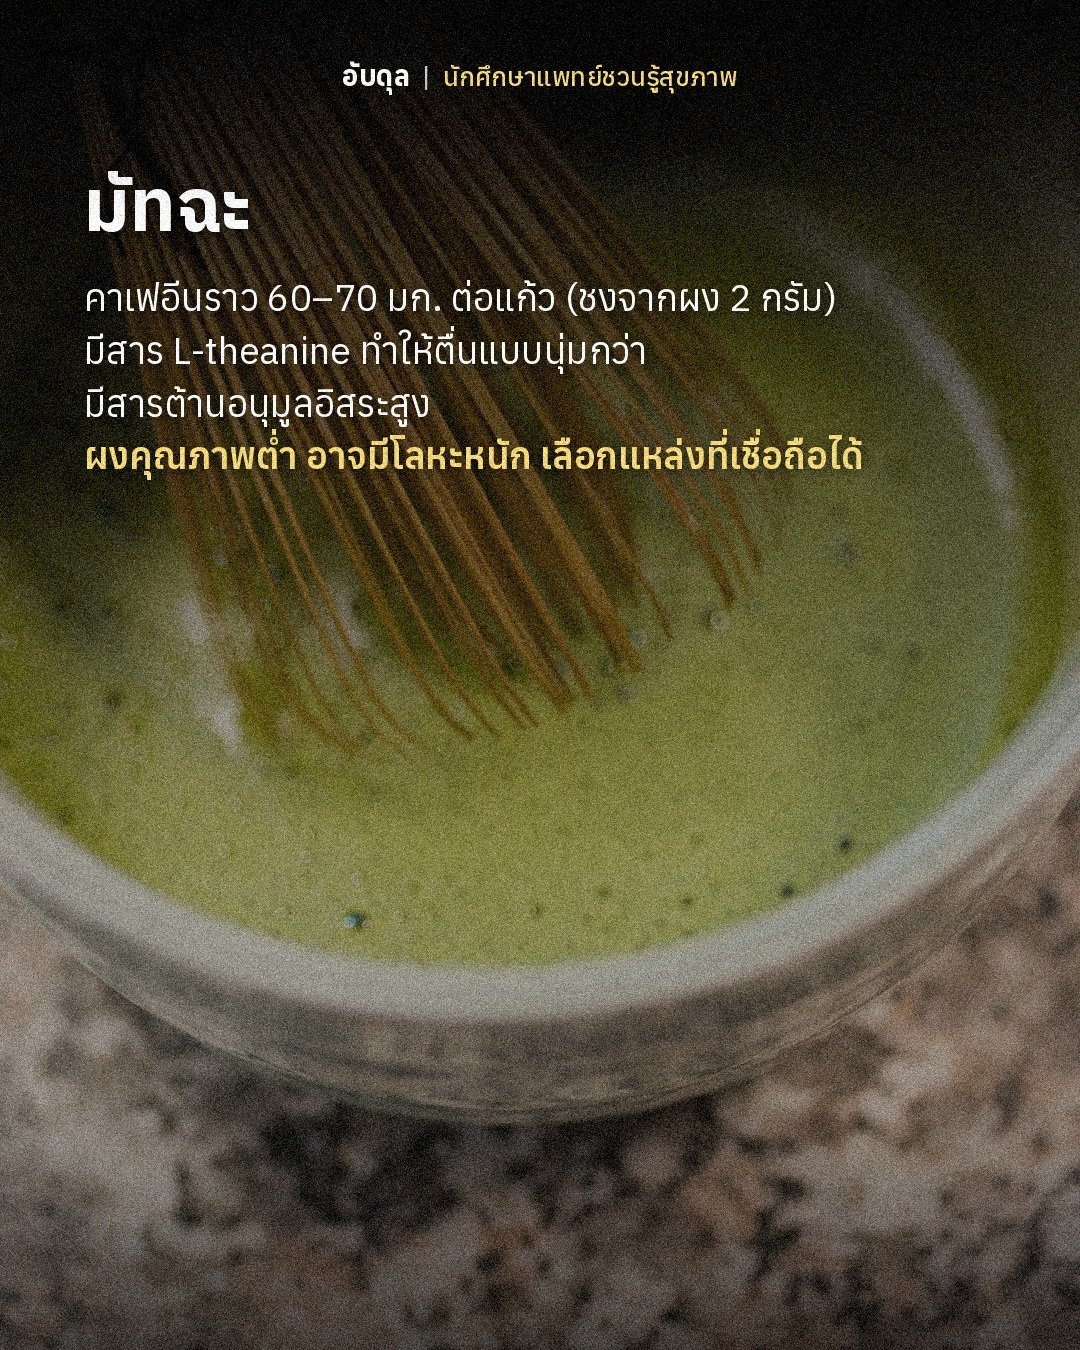 อับดุล | นักศึกษาแพทย์ชวนรู้สุขภาพ
มัทฉะ
คาเฟอีนราว 60–70 มก. ต่อแก้ว (ชงจากผง 2 กรัม)
มีสาร L-theanine ทำให้ตื่นแบบนุ่มกว่า
มีสารต้านอนุมูลอิสระสูง
ผงคุณภาพต่ำ อาจมีโลหะหนัก เลือกแหล่งที่เชื่อถือได้